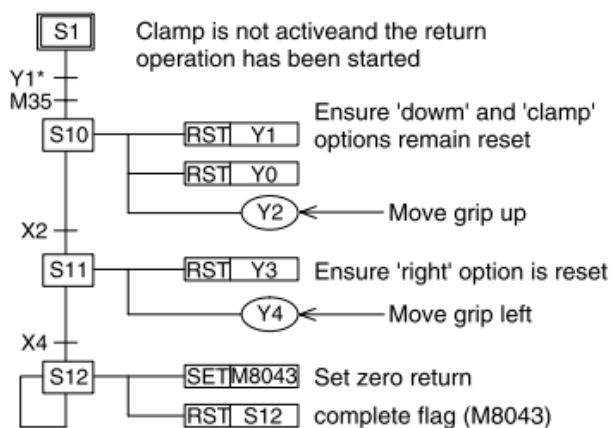 S1
Clamp is not activeand the return
operation has been started
Y1*
M35
S10
RST Y1
Ensure 'dowm' and 'clamp'
options remain reset
RST Y0
Y2
Move grip up
X2
S11
RST Y3
Ensure 'right' option is reset
Y4
Move grip left
X4
S12
SET M8043
Set zero return
RST S12
complete flag (M8043)